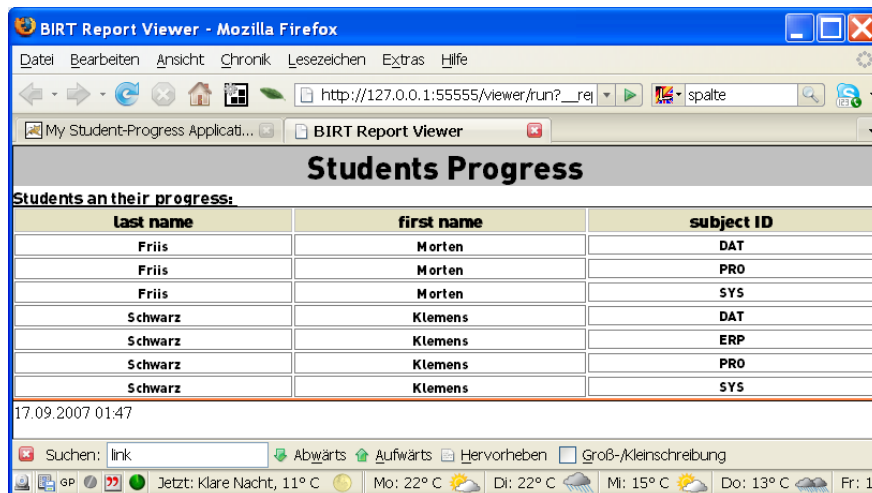 BIRT Report Viewer - Mozilla Firefox
Datei Bearbeiten Ansicht Chronik Lesezeichen Extras Hilfe
http://127.0.0.1:55555/viewer/run?__rej spalte
My Student-Progress Applicati... BIRT Report Viewer
Students Progress
Students an their progress:
last name first name subject ID
Friis Morten DAT
Friis Morten PRO
Friis Morten SYS
Schwarz Klemens DAT
Schwarz Klemens ERP
Schwarz Klemens PRO
Schwarz Klemens SYS
17.09.2007 01:47
Suchen: link Abwärts Aufwärts Hervorheben Groß-/Kleinschreibung
GP Jetzt: Klare Nacht, 11° C Mo: 22° C Di: 22° C Mi: 15° C Do: 13° C Fr: 1